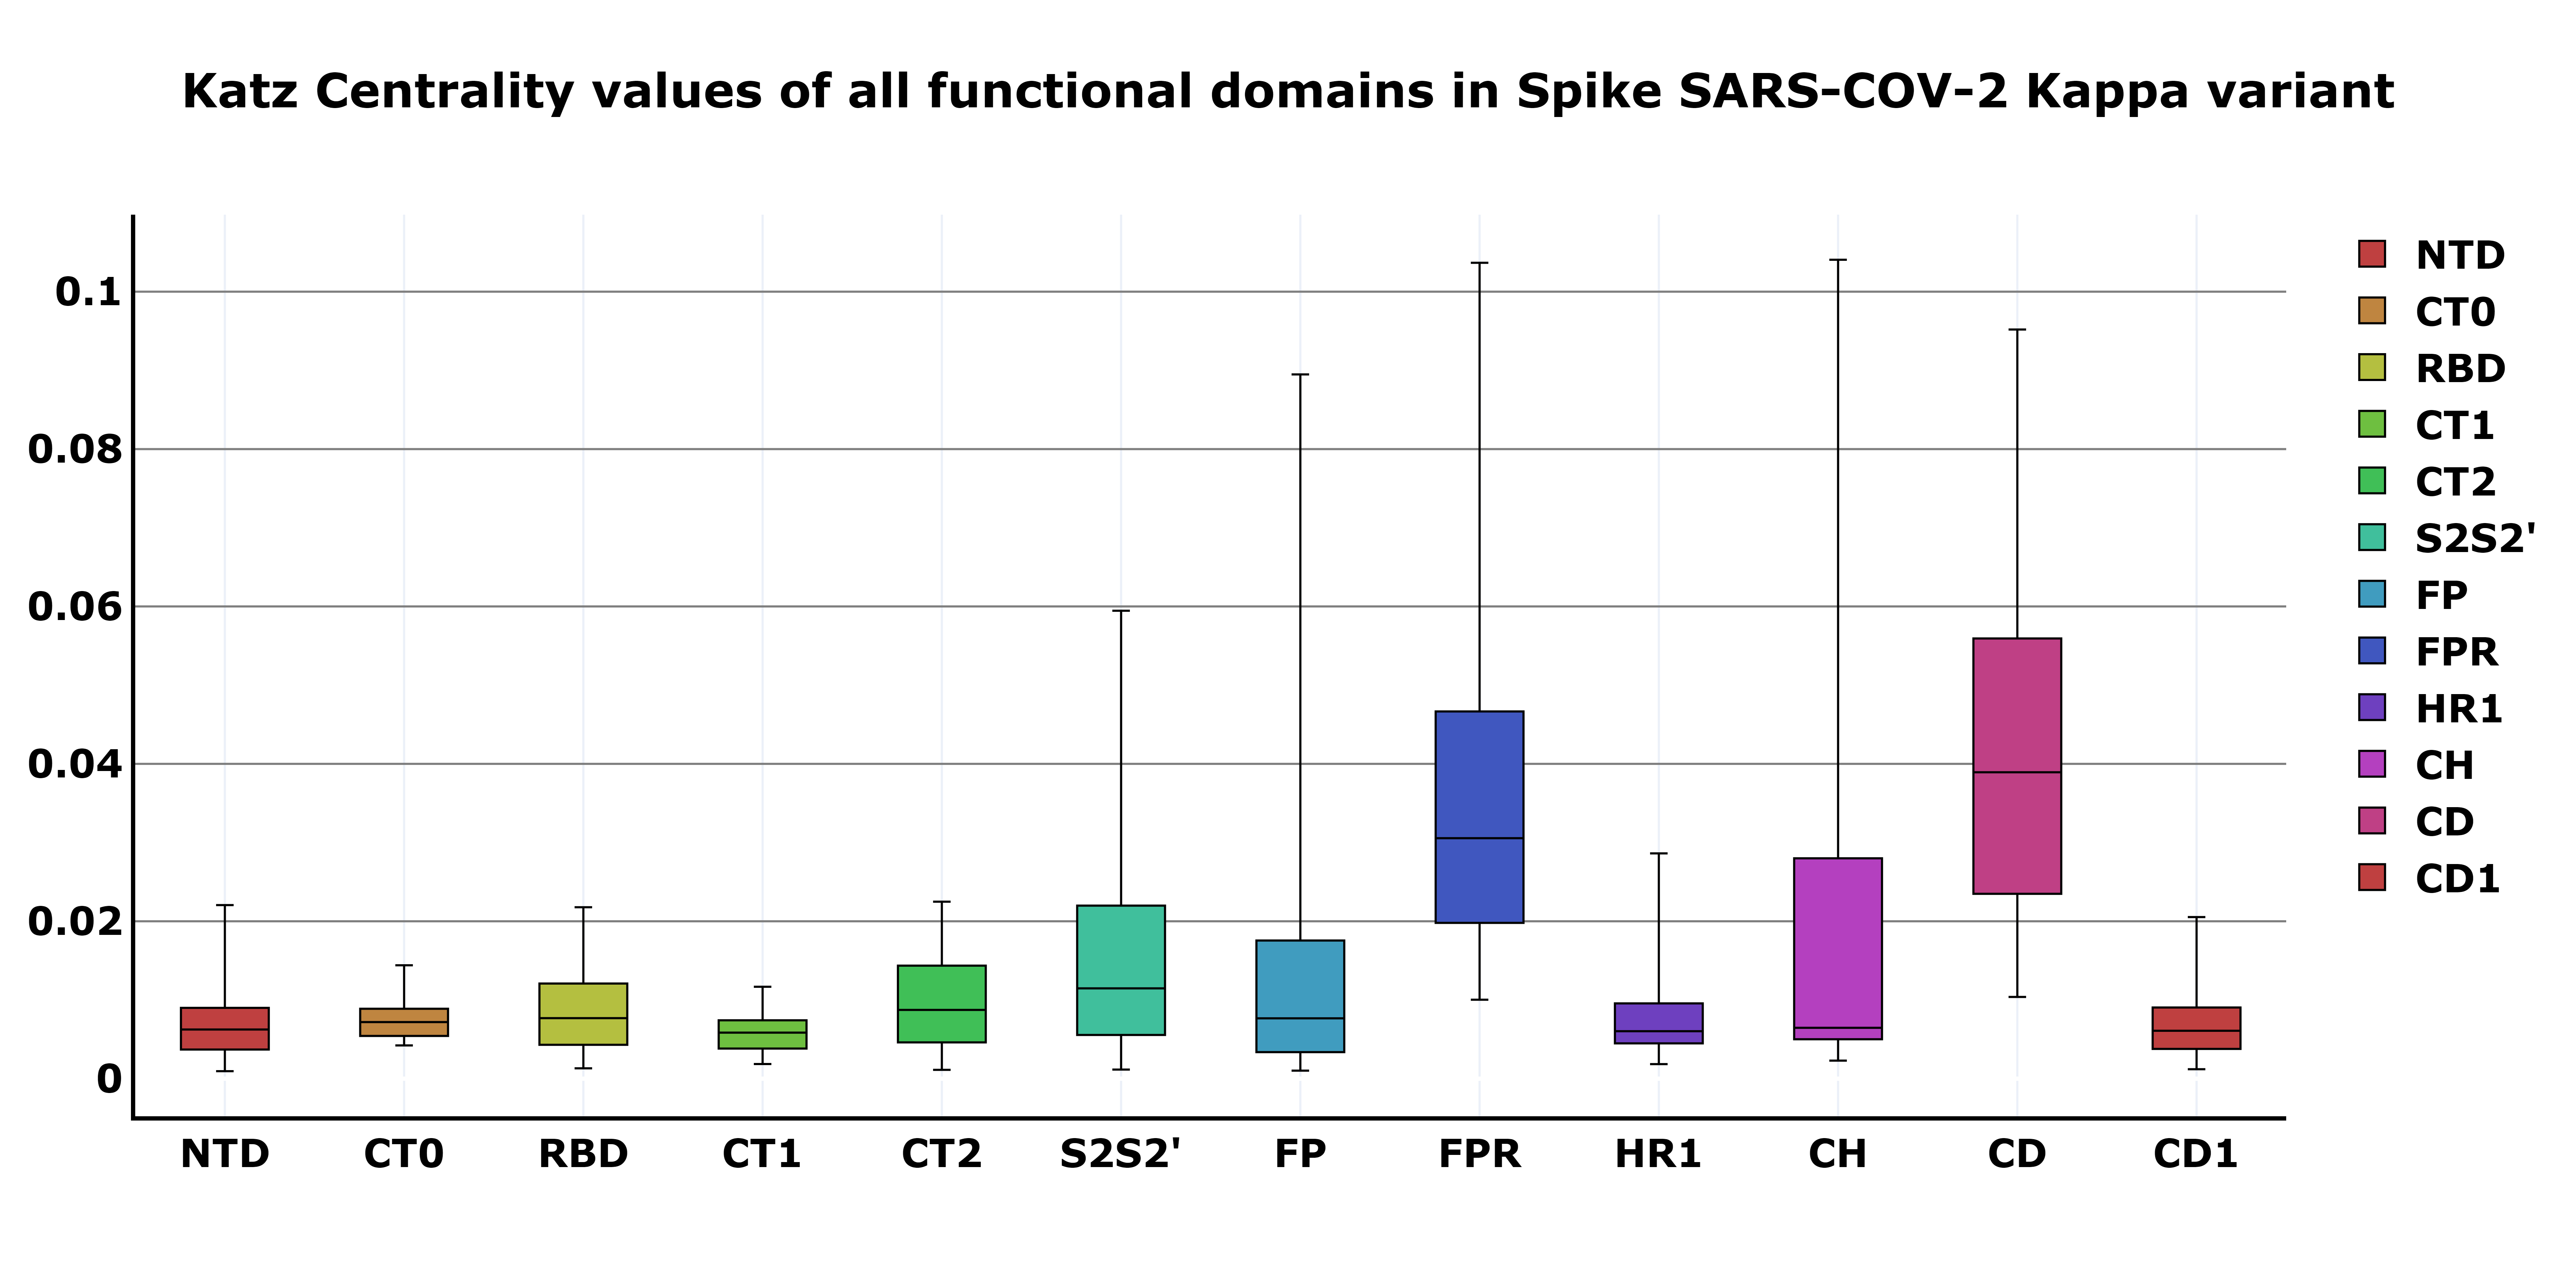 Katz Centrality values of all functional domains in Spike SARS-COV-2 Kappa variant
0.1
0.08
0.06
0.04
0.02
0
NTD CT0 RBD CT1 CT2 S2S2' FP FPR HR1 CH CD CD1
NTD
CT0
RBD
CT1
CT2
S2S2'
FP
FPR
HR1
CH
CD
CD1